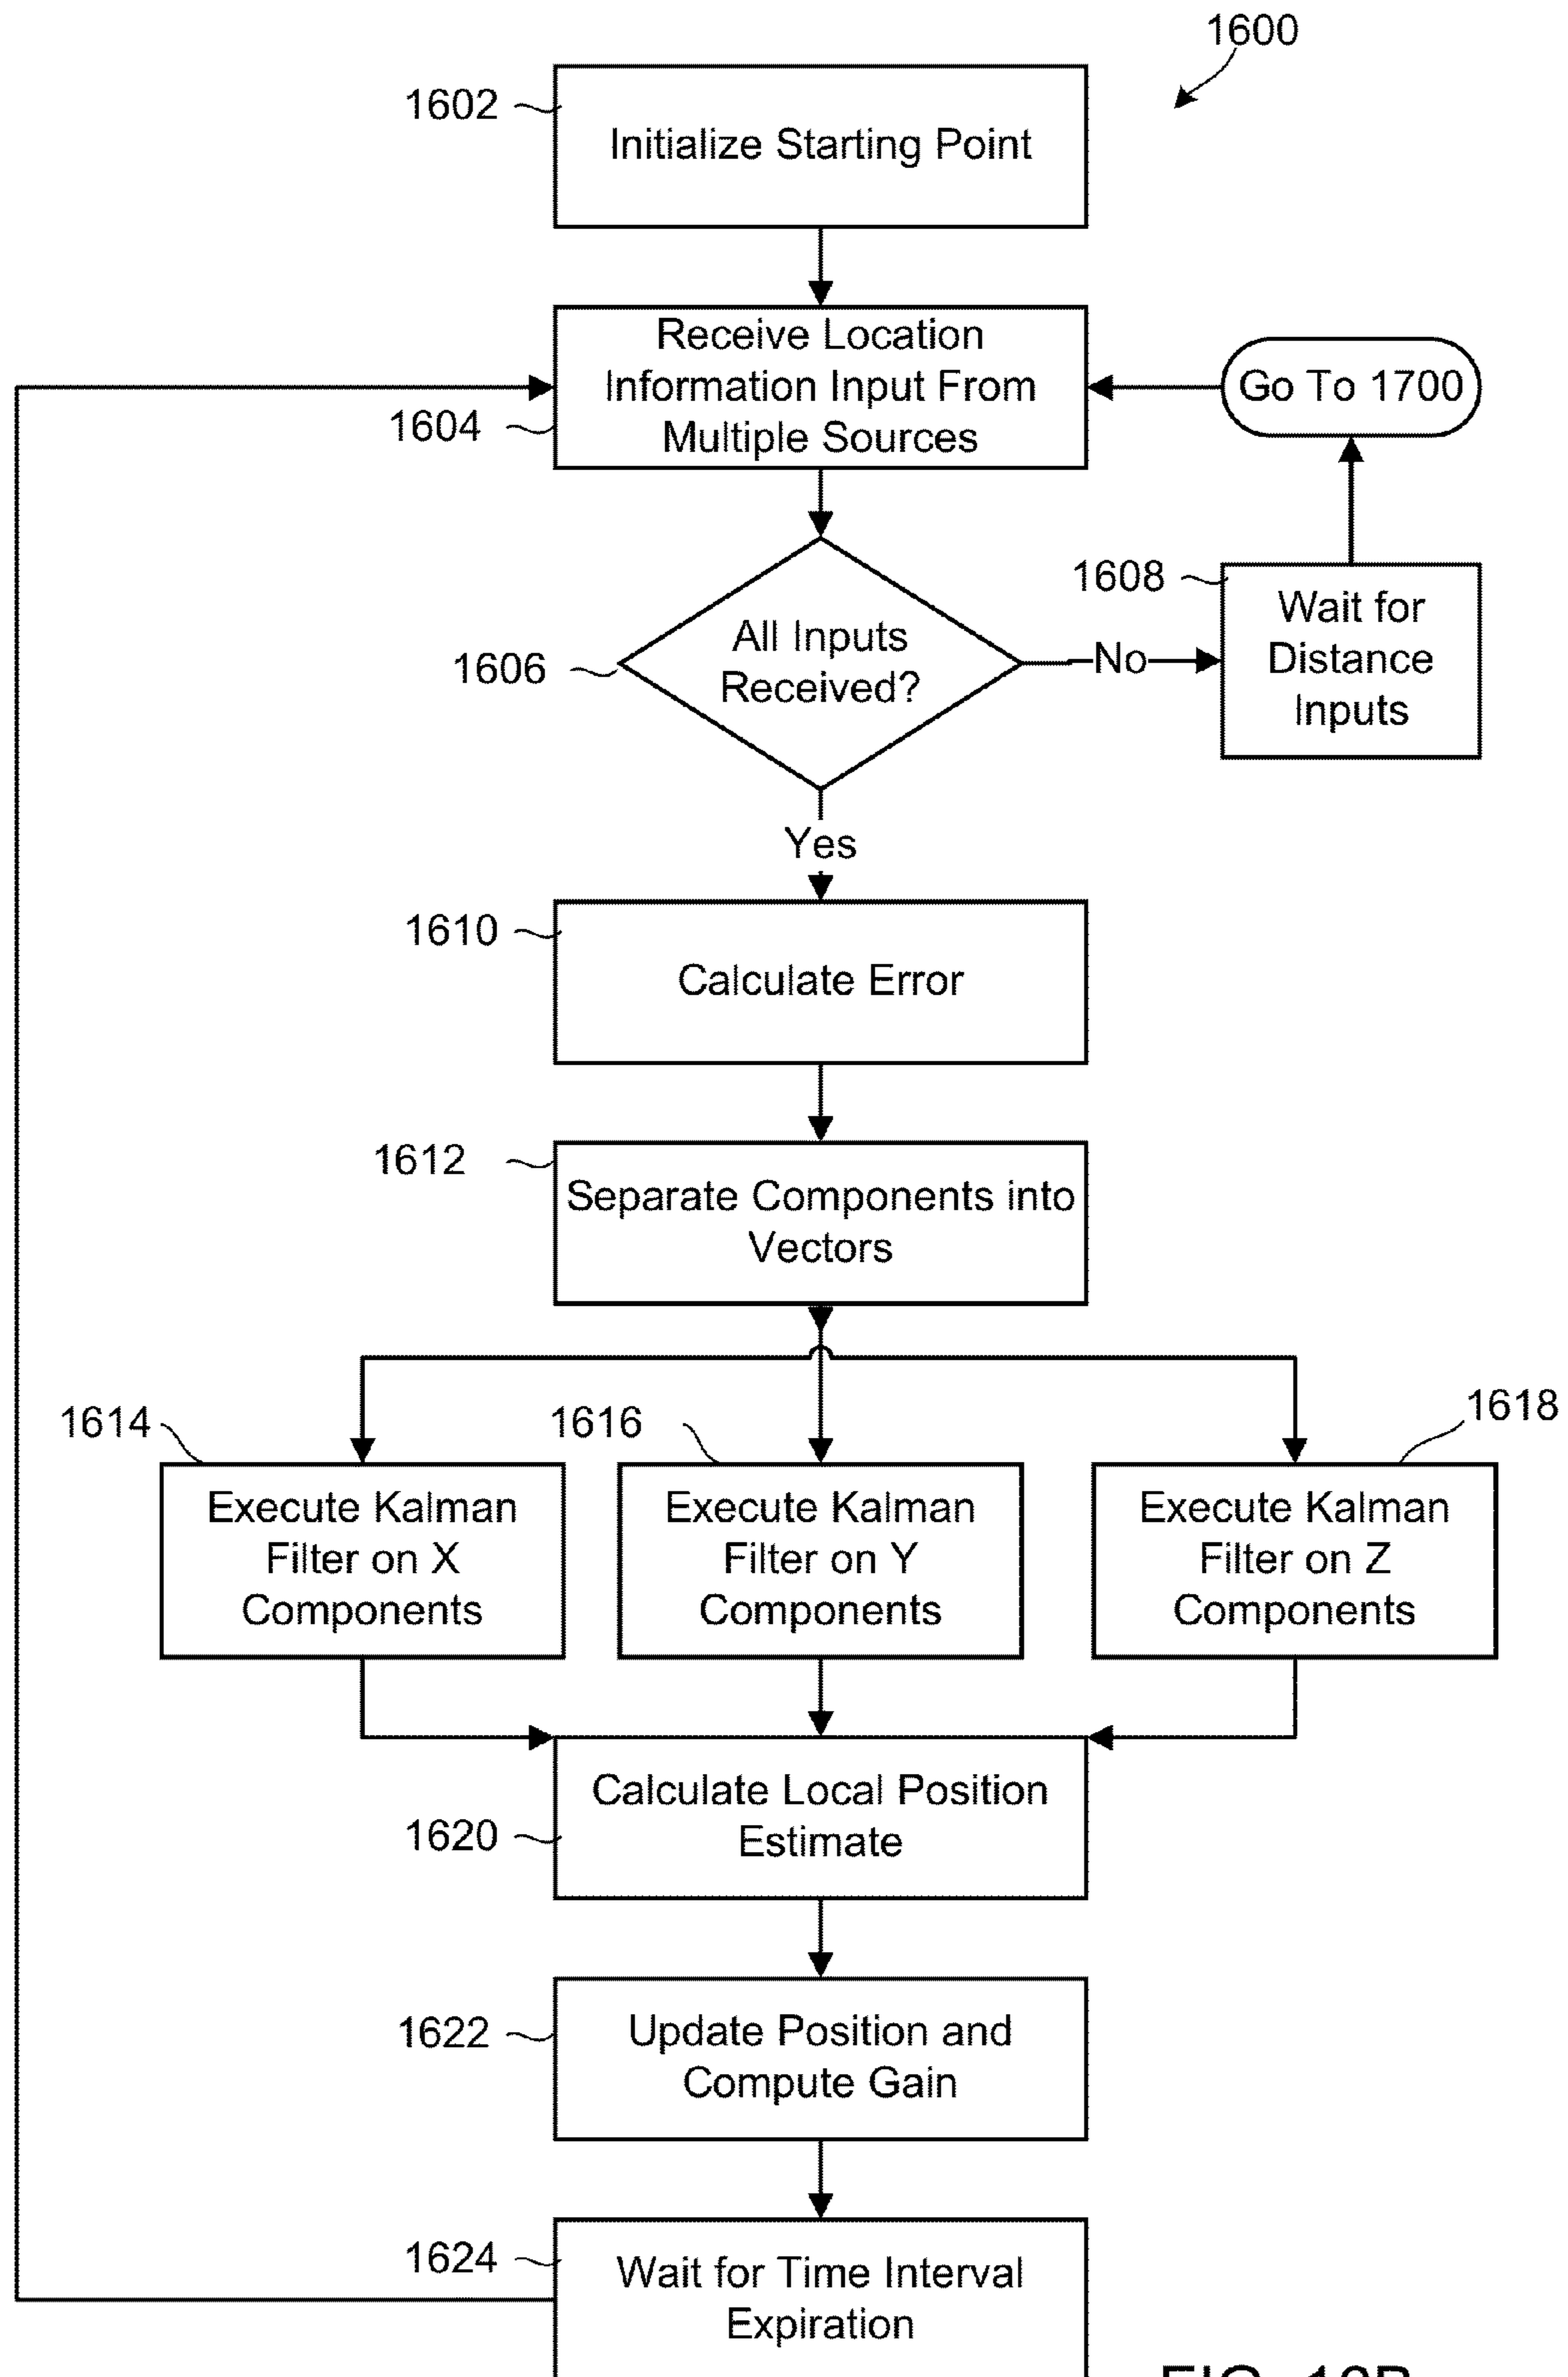 1600
1602
Initialize Starting Point
Receive Location
Information Input From
Multiple Sources
1604
Go To 1700
1606
All Inputs
Received?
No
1608
Wait for
Distance
Inputs
Yes
1610
Calculate Error
1612
Separate Components into
Vectors
1614
1616
1618
Execute Kalman
Filter on X
Components
Execute Kalman
Filter on Y
Components
Execute Kalman
Filter on Z
Components
Calculate Local Position
Estimate
1620
1622
Update Position and
Compute Gain
1624
Wait for Time Interval
Expiration